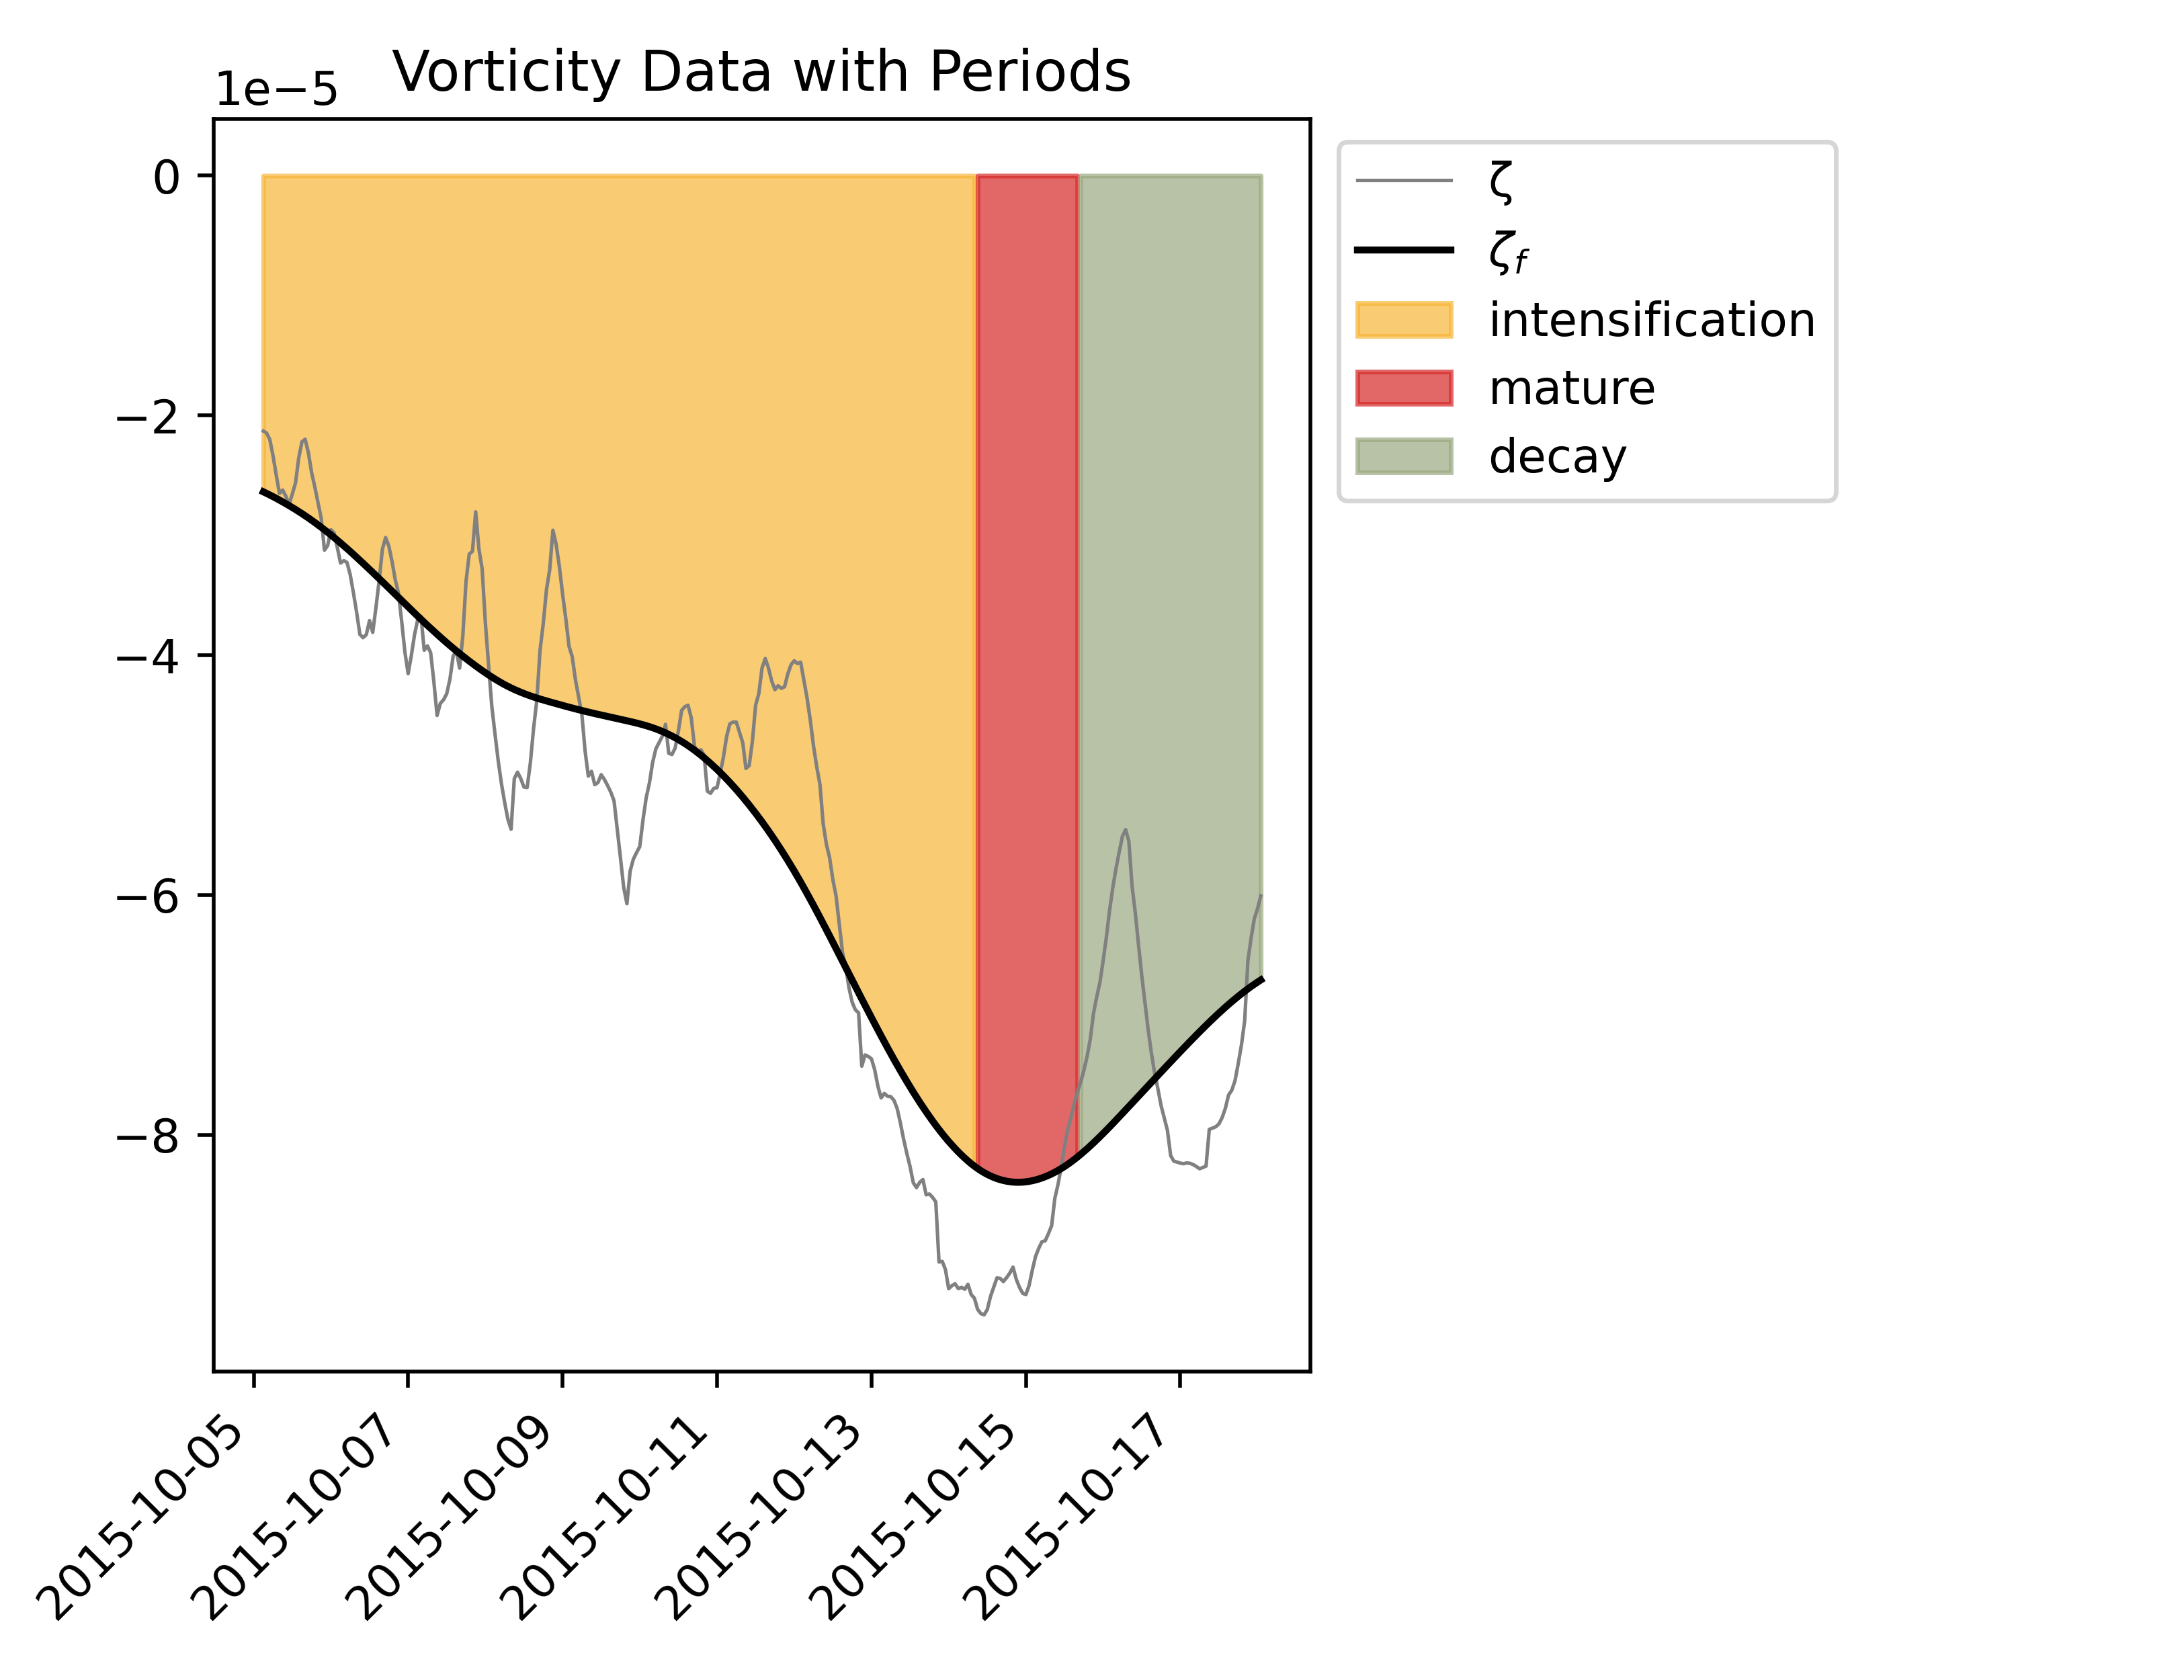 Vorticity Data with Periods
1e−5
0
−2
−4
−6
−8
2015-10-05
2015-10-07
2015-10-09
2015-10-11
2015-10-13
2015-10-15
2015-10-17
ζ
ζf
intensification
mature
decay